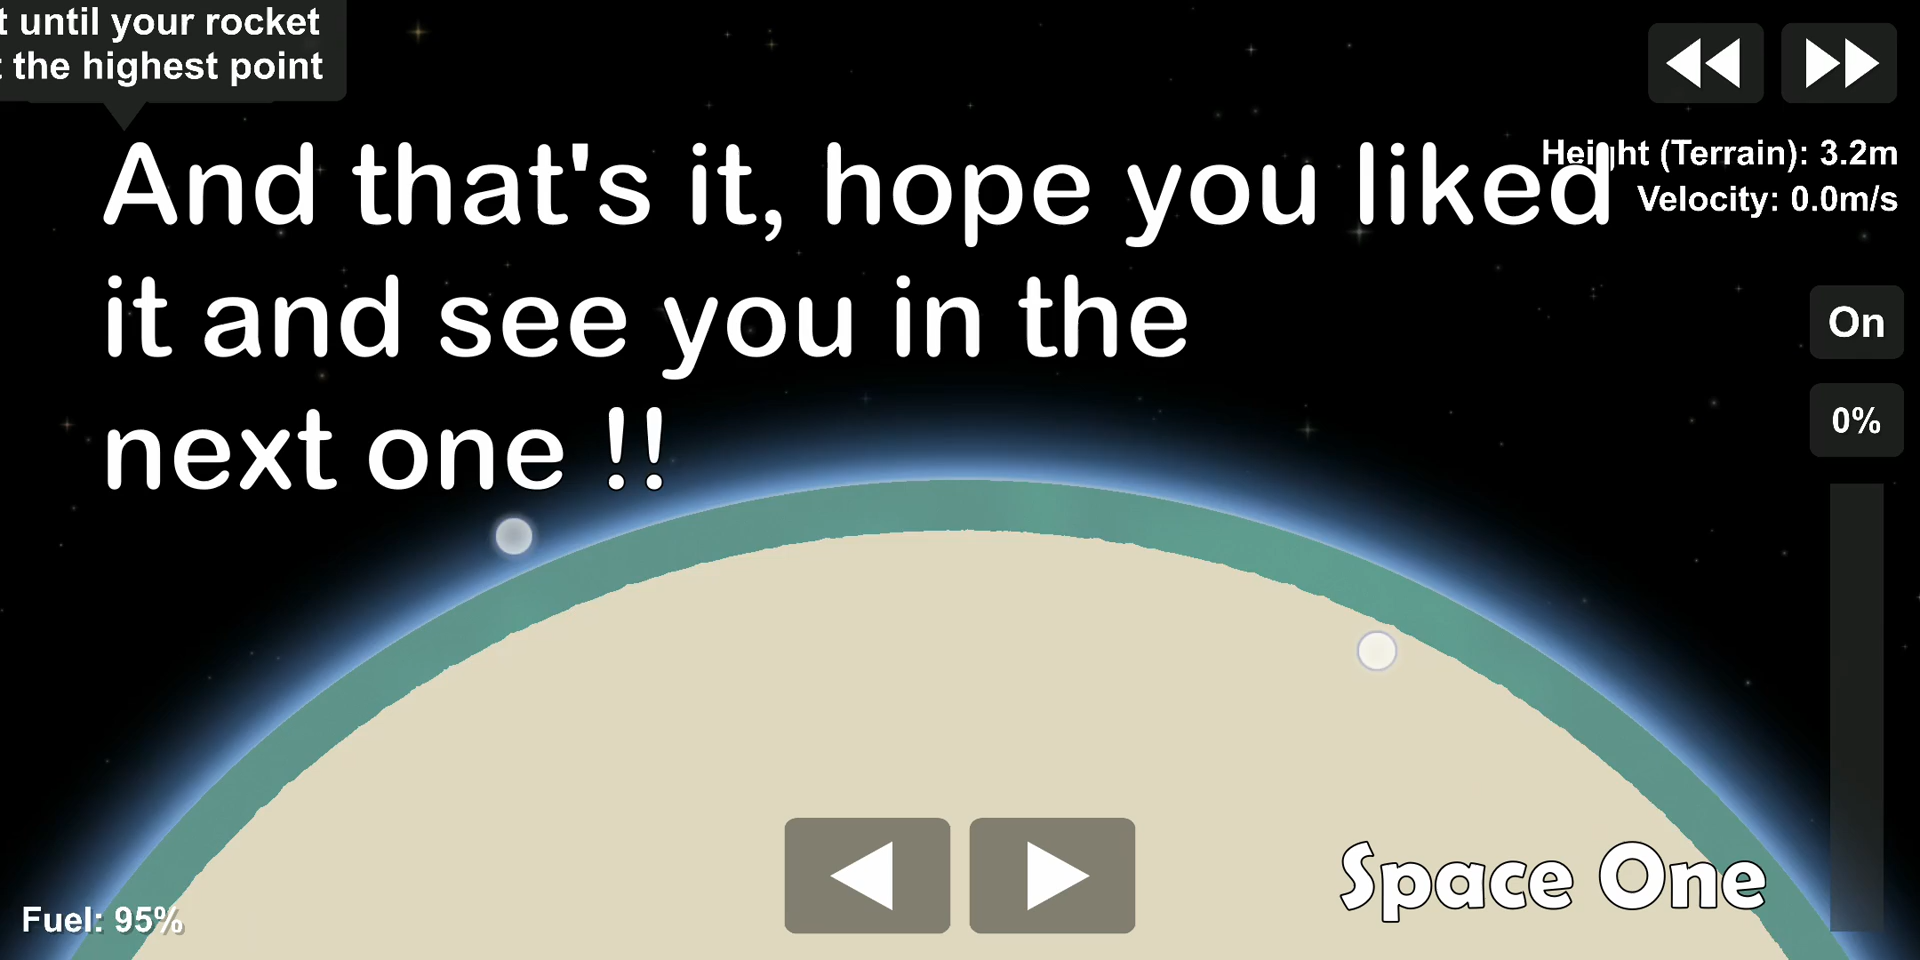 until your rocket
the highest point
And that's it, hope you liked
it and see you in the
next one !!
Height (Terrain): 3.2m
Velocity: 0.0m/s
On
0%
Space One
Fuel: 95%